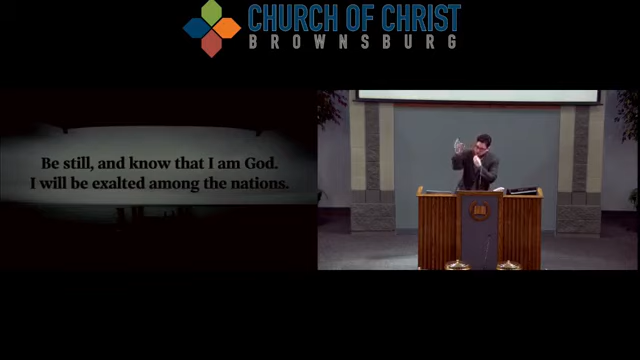 CHURCH OF CHRIST
BROWNSBURG
Be still, and know that I am God.
I will be exalted among the nations.